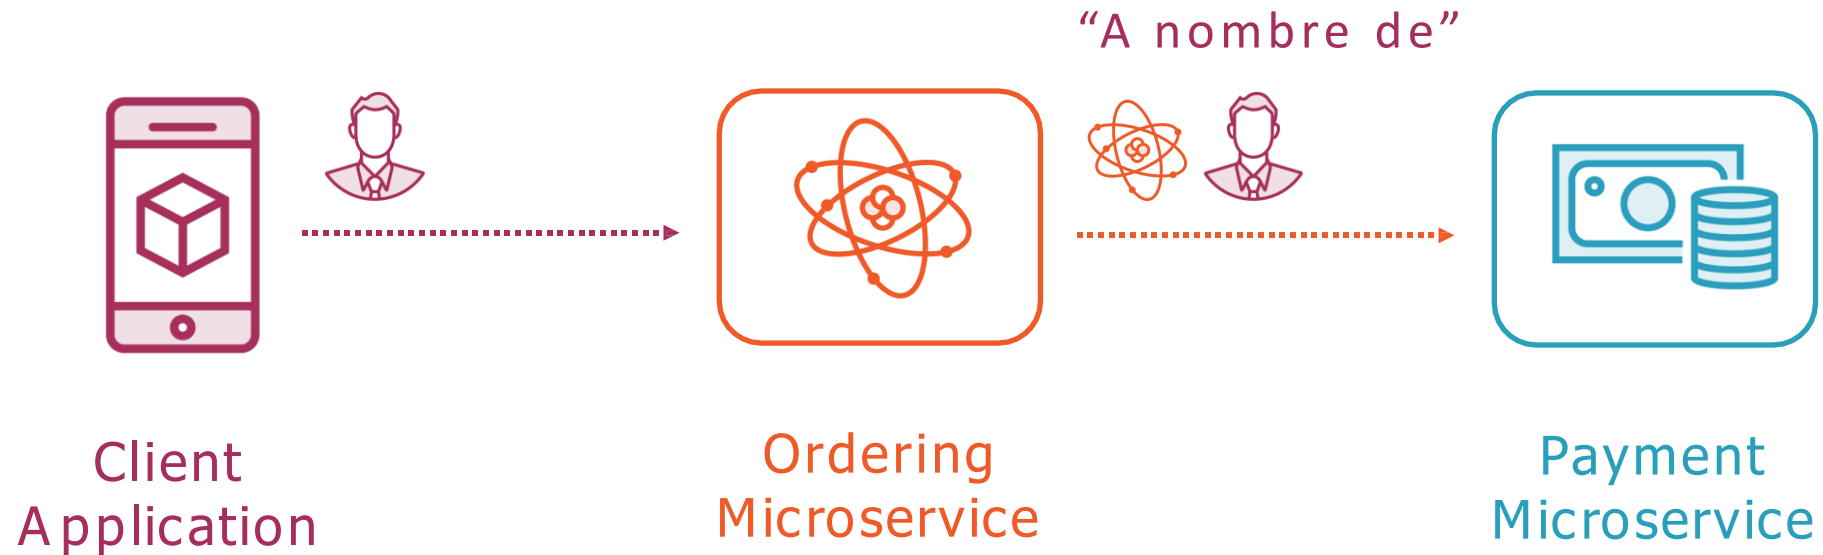 “A nombre de”
Client
Application
Ordering
Microservice
Payment
Microservice